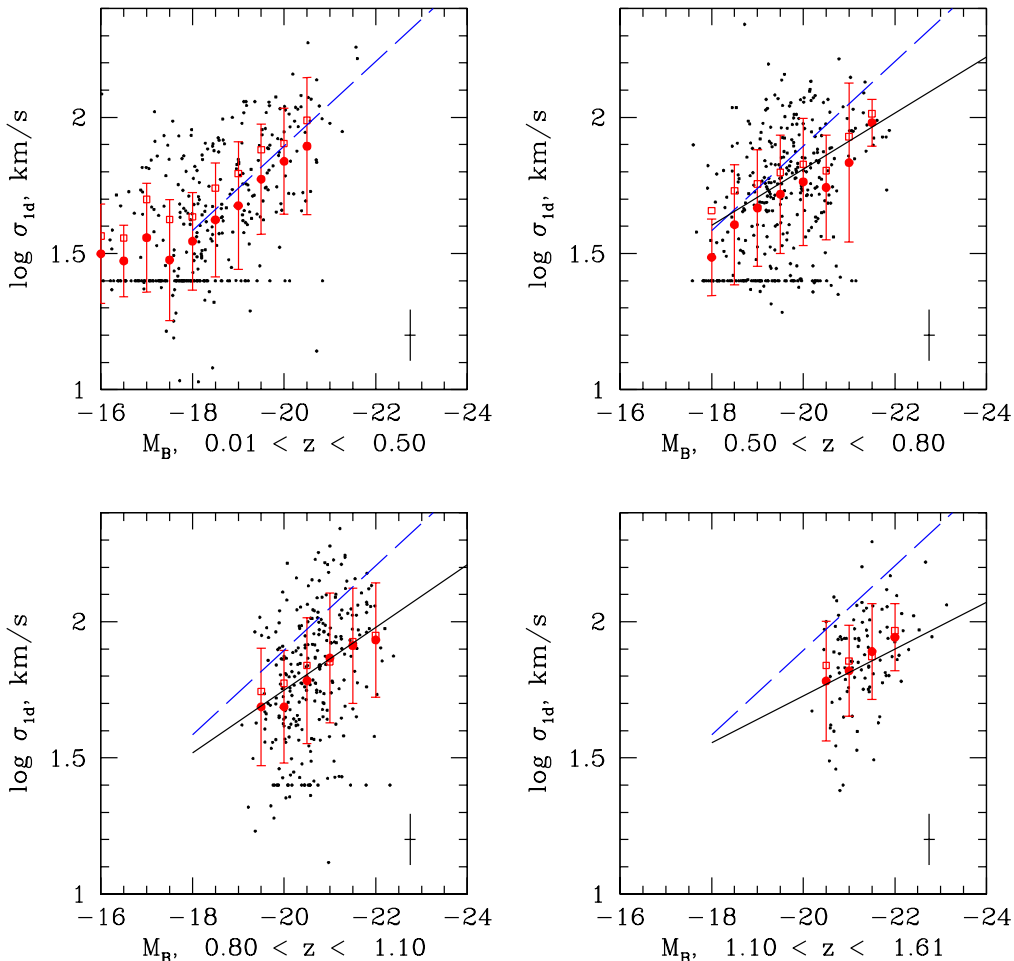 2
1.5
1
log σ1d, km/s
−16 −18 −20 −22 −24
MB, 0.01 < z < 0.50
2
1.5
1
log σ1d, km/s
−16 −18 −20 −22 −24
MB, 0.50 < z < 0.80
2
1.5
1
log σ1d, km/s
−16 −18 −20 −22 −24
MB, 0.80 < z < 1.10
2
1.5
1
log σ1d, km/s
−16 −18 −20 −22 −24
MB, 1.10 < z < 1.61